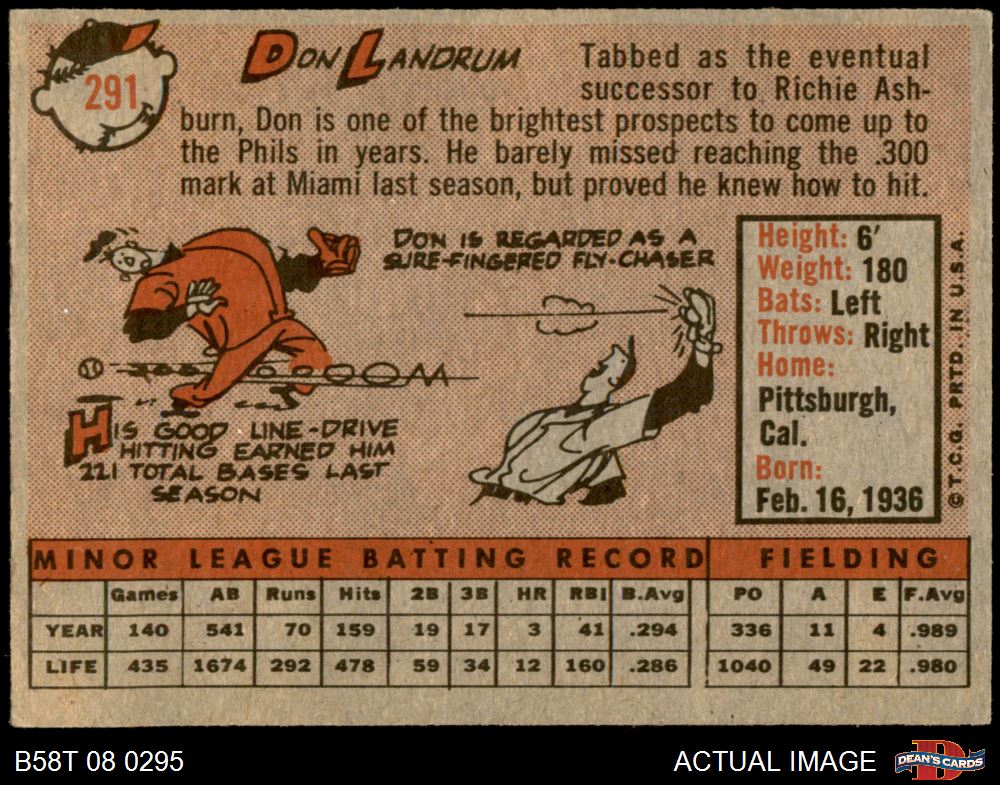 291
DON LANDRUM
Tabbed as the eventual
successor to Richie Ash-
burn, Don is one of the brightest prospects to come up to
the Phils in years. He barely missed reaching the .300
mark at Miami last season, but proved he knew how to hit.
DON IS REGARDED AS A
SURE-FINGERED FLY-CHASER
HIS GOOD LINE-DRIVE
HITTING EARNED HIM
221 TOTAL BASES LAST
SEASON
Height: 6'
Weight: 180
Bats: Left
Throws: Right
Home:
Pittsburgh,
Cal.
Born:
Feb. 16, 1936
© T.C.G. PRTD. IN U.S.A.
MINOR LEAGUE BATTING RECORD FIELDING
Games AB Runs Hits 2B 3B HR RBI B.Avg PO A E F.Avg
YEAR 140 541 70 159 19 17 3 41 .294 336 11 4 .989
LIFE 435 1674 292 478 59 34 12 160 .286 1040 49 22 .980
B58T 08 0295 ACTUAL IMAGE DEAN'S CARDS